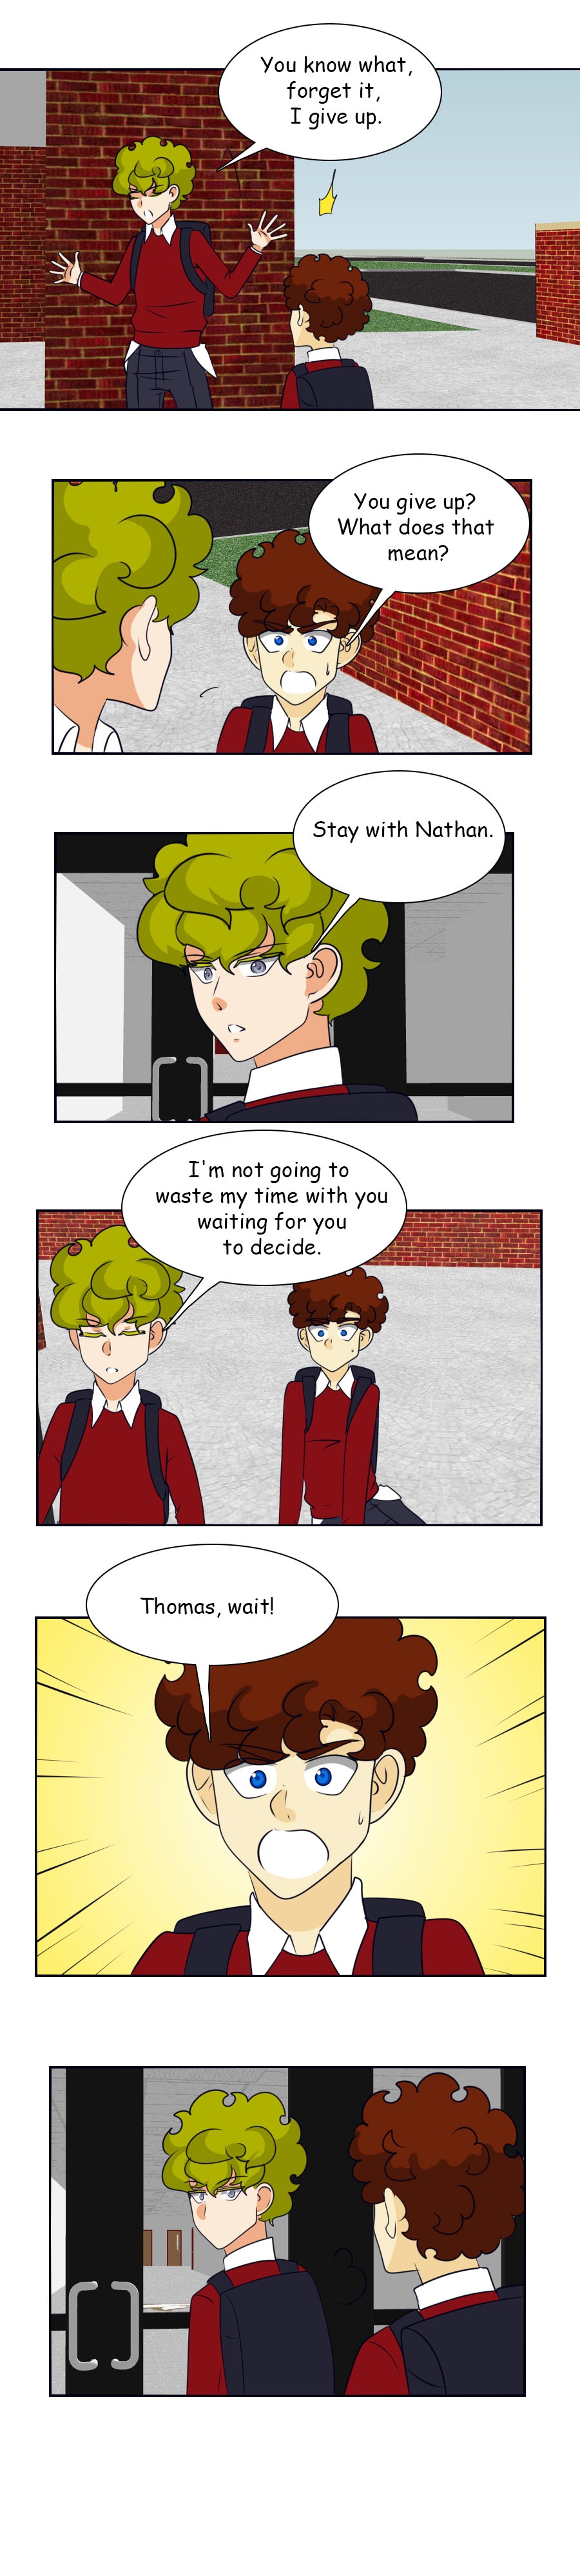 You know what,
forget it,
I give up.
You give up?
What does that
mean?
Stay with Nathan.
I'm not going to
waste my time with you
waiting for you
to decide.
Thomas, wait!